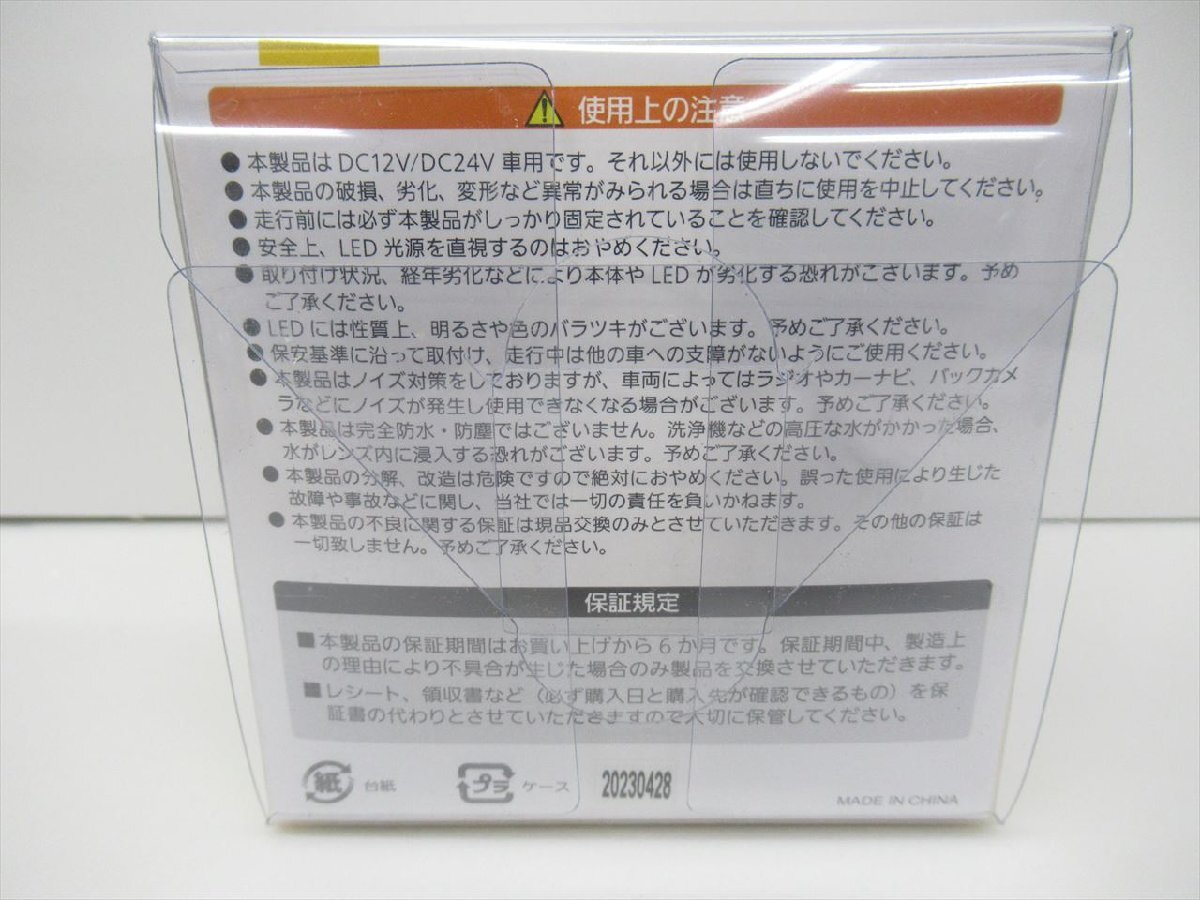 使用上の注意
● 本製品は DC12V/DC24V 車用です。それ以外には使用しないでください。
● 本製品の破損、劣化、変形など異常がみられる場合は直ちに使用を中止してください。
● 走行前には必ず本製品がしっかり固定されていることを確認してください。
● 安全上、LED 光源を直視するのはおやめください。
● 取り付け状況、経年劣化などにより本体や LED が劣化する恐れがございます。予め
ご了承ください。
● LED には性質上、明るさや色のバラツキがございます。予めご了承ください。
● 保安基準に沿って取付け、走行中は他の車への支障がないようにご使用ください。
● 本製品はノイズ対策をしておりますが、車両によってはラジオやカーナビ、バックカメ
ラなどにノイズが発生し使用できなくなる場合がございます。予めご了承ください。
● 本製品は完全防水・防塵ではございません。洗浄機などの高圧な水がかかった場合、
水がレンズ内に浸入する恐れがございます。予めご了承ください。
● 本製品の分解、改造は危険ですので絶対におやめください。誤った使用により生じた
故障や事故などに関し、当社では一切の責任を負いかねます。
● 本製品の不良に関する保証は現品交換のみとさせていただきます。その他の保証は
一切致しません。予めご了承ください。
保証規定
■ 本製品の保証期間はお買い上げから 6 か月です。保証期間中、製造上
の理由により不具合が生じた場合のみ製品を交換させていただきます。
■ レシート、領収書など（必ず購入日と購入先が確認できるもの）を保
証書の代わりとさせていただきますので大切に保管してください。
紙 台紙 プラ ケース 20230428 MADE IN CHINA